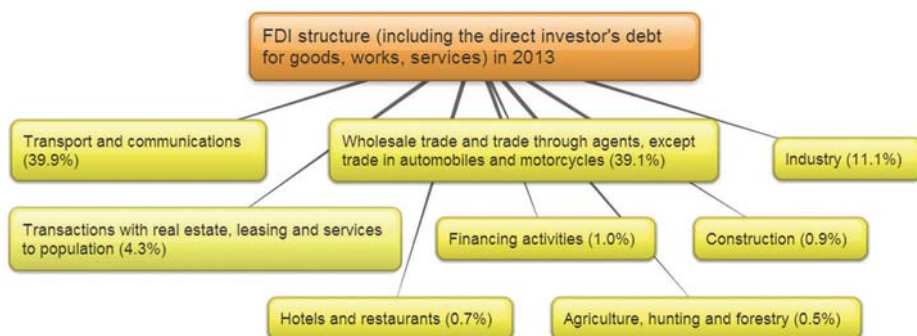 FDI structure (including the direct investor's debt
for goods, works, services) in 2013
Transport and communications
(39.9%)
Wholesale trade and trade through agents, except
trade in automobiles and motorcycles (39.1%)
Industry (11.1%)
Transactions with real estate, leasing and services
to population (4.3%)
Financing activities (1.0%)
Construction (0.9%)
Hotels and restaurants (0.7%)
Agriculture, hunting and forestry (0.5%)